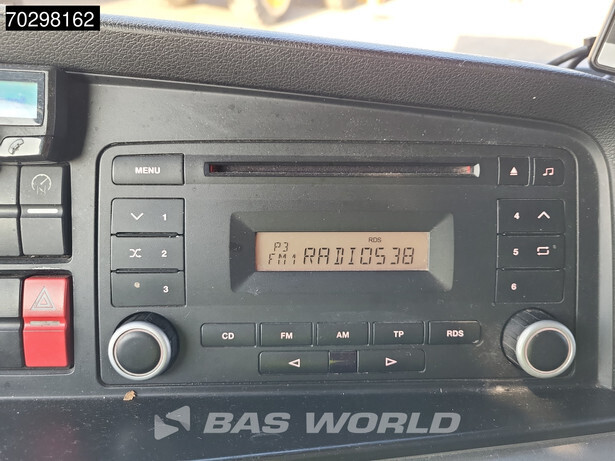 70298162
MENU
1
2
3
4
5
6
RDS
P3
FM1 RADIO538
CD FM AM TP RDS
BAS WORLD